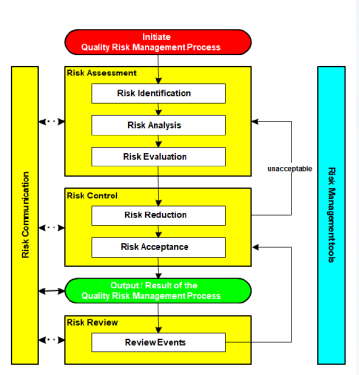 Initiate
Quality Risk Management Process
Risk Assessment
Risk Identification
Risk Analysis
Risk Evaluation
unacceptable
Risk Communication
Risk Management tools
Risk Control
Risk Reduction
Risk Acceptance
Output / Result of the
Quality Risk Management Process
Risk Review
Review Events